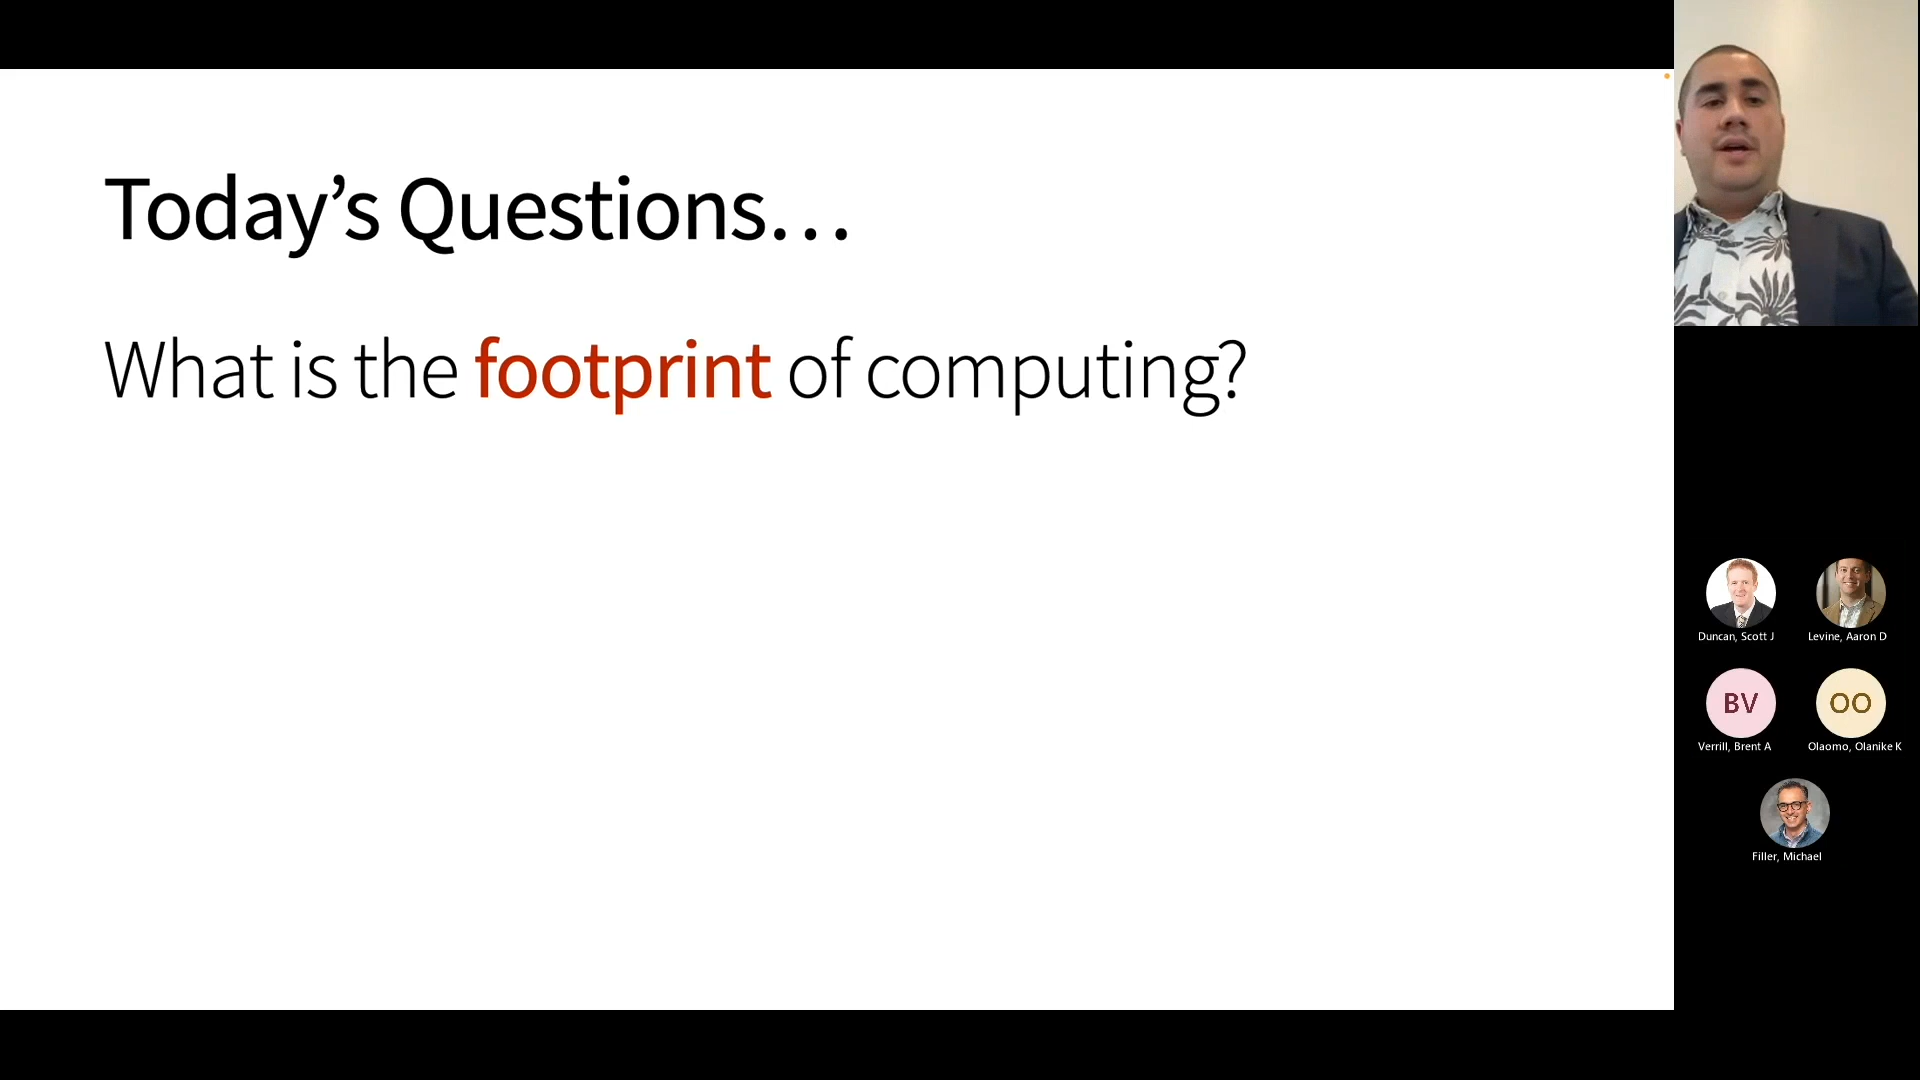 Today’s Questions…
What is the footprint of computing?
Duncan, Scott J
Levine, Aaron D
BV
OO
Verrill, Brent A
Olaomo, Olanike K
Filler, Michael